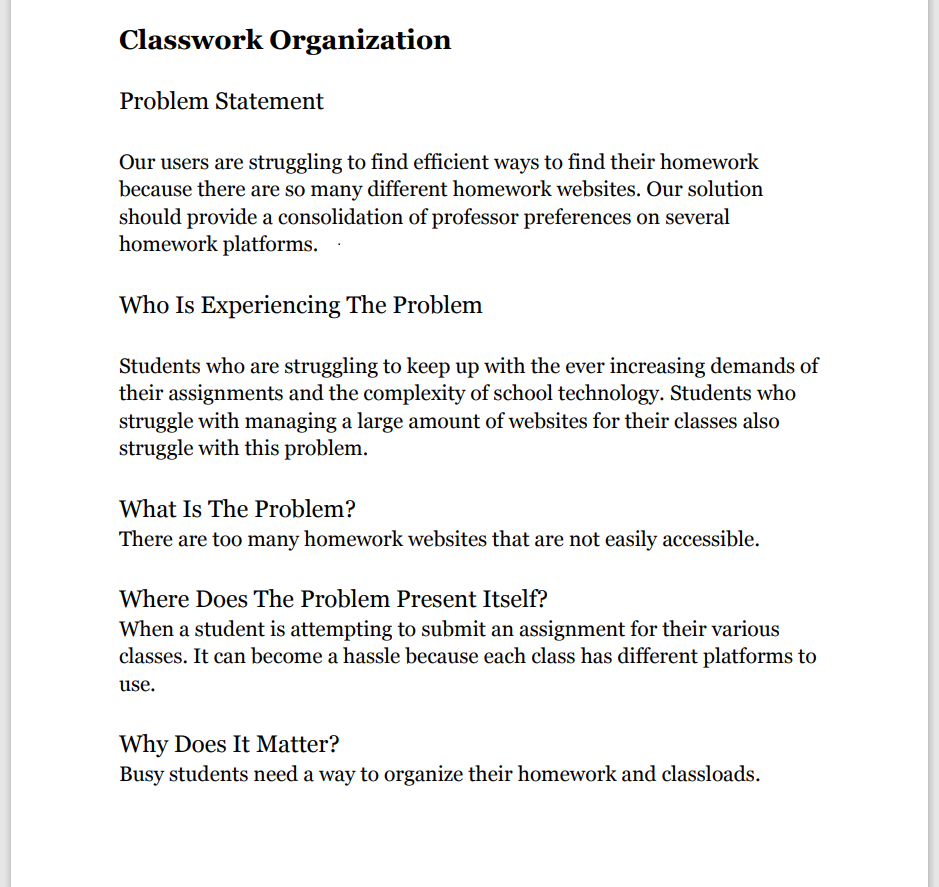 Classwork Organization
Problem Statement
Our users are struggling to find efficient ways to find their homework
because there are so many different homework websites. Our solution
should provide a consolidation of professor preferences on several
homework platforms.
Who Is Experiencing The Problem
Students who are struggling to keep up with the ever increasing demands of
their assignments and the complexity of school technology. Students who
struggle with managing a large amount of websites for their classes also
struggle with this problem.
What Is The Problem?
There are too many homework websites that are not easily accessible.
Where Does The Problem Present Itself?
When a student is attempting to submit an assignment for their various
classes. It can become a hassle because each class has different platforms to
use.
Why Does It Matter?
Busy students need a way to organize their homework and classloads.